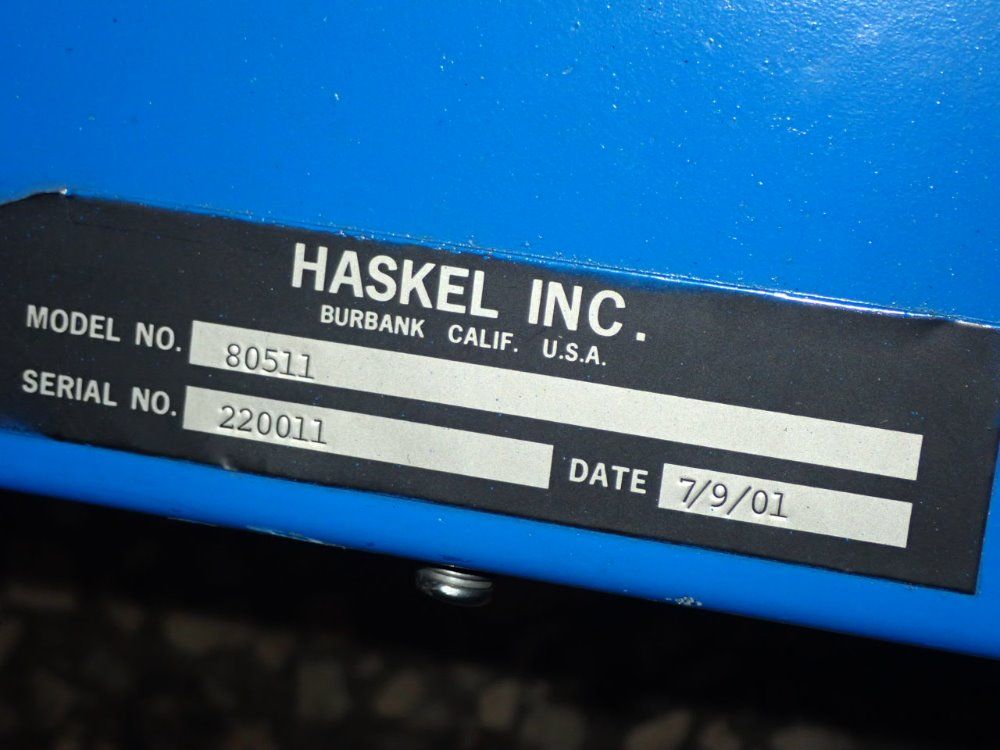 HASKEL INC.
BURBANK CALIF. U.S.A.
MODEL NO. 80511
SERIAL NO. 220011 DATE 7/9/01